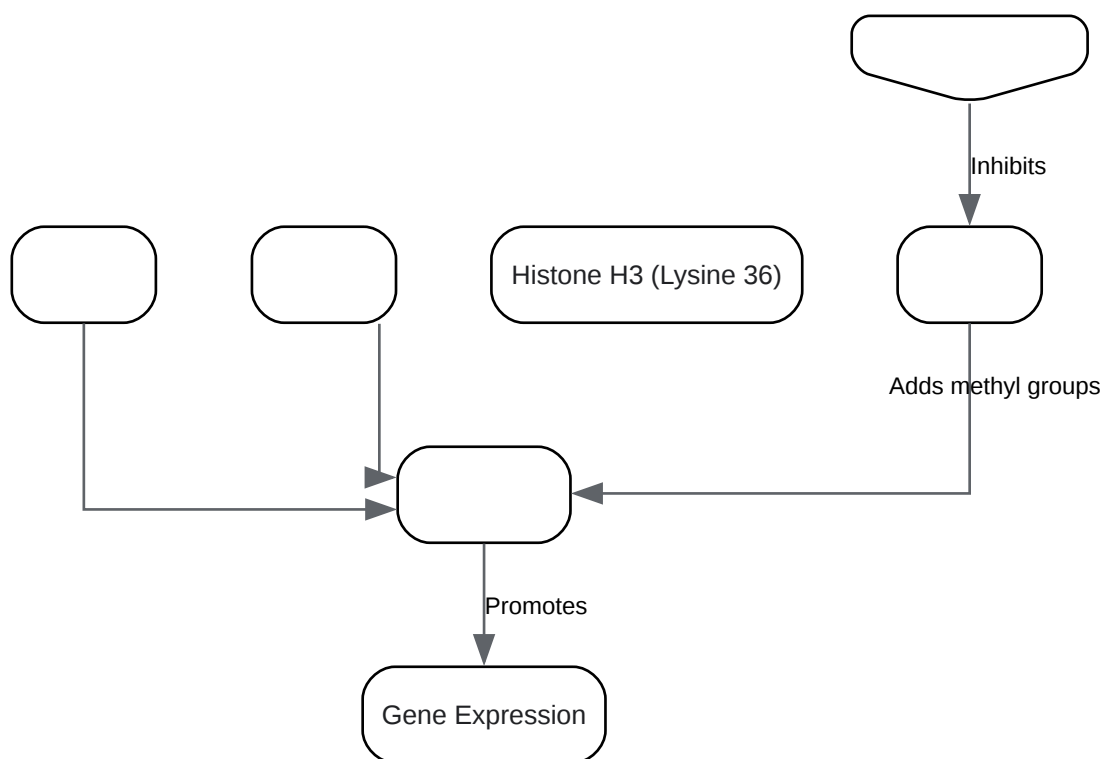 Inhibits
Histone H3 (Lysine 36)
Adds methyl groups
Promotes
Gene Expression